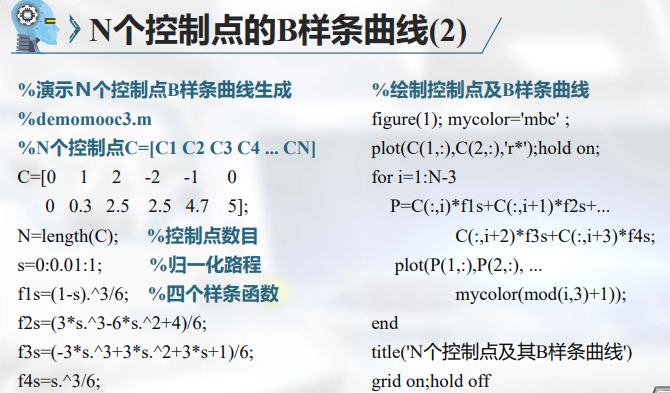 N个控制点的B样条曲线(2)
%演示N个控制点B样条曲线生成
%demomooc3.m
%N个控制点C=[C1 C2 C3 C4 ... CN]
C=[0 1 2 -2 -1 0
0 0.3 2.5 2.5 4.7 5];
N=length(C); %控制点数目
s=0:0.01:1; %归一化路程
f1s=(1-s).^3/6; %四个样条函数
f2s=(3*s.^3-6*s.^2+4)/6;
f3s=(-3*s.^3+3*s.^2+3*s+1)/6;
f4s=s.^3/6;
%绘制控制点及B样条曲线
figure(1); mycolor='mbc' ;
plot(C(1,:),C(2,:),'r*');hold on;
for i=1:N-3
P=C(:,i)*f1s+C(:,i+1)*f2s+...
C(:,i+2)*f3s+C(:,i+3)*f4s;
plot(P(1,:),P(2,:), ...
mycolor(mod(i,3)+1));
end
title('N个控制点及其B样条曲线')
grid on;hold off